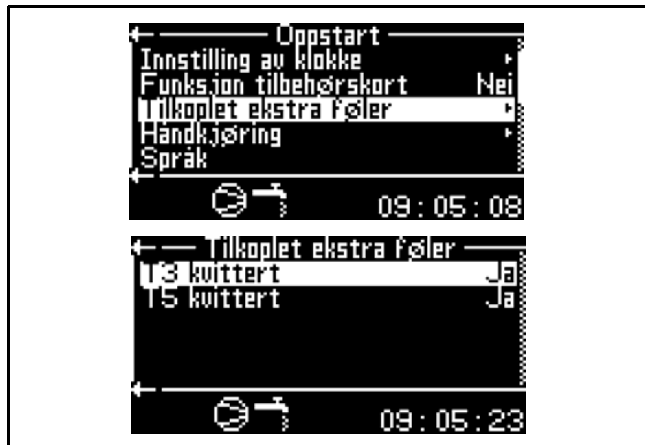 Oppstart
Innstilling av klokke
Funksjon tilbehørskort Nei
Tilkoplet ekstra føler
Håndkjøring
Språk
09:05:08
Tilkoplet ekstra føler
T3 kvittert Ja
T5 kvittert Ja
09:05:23